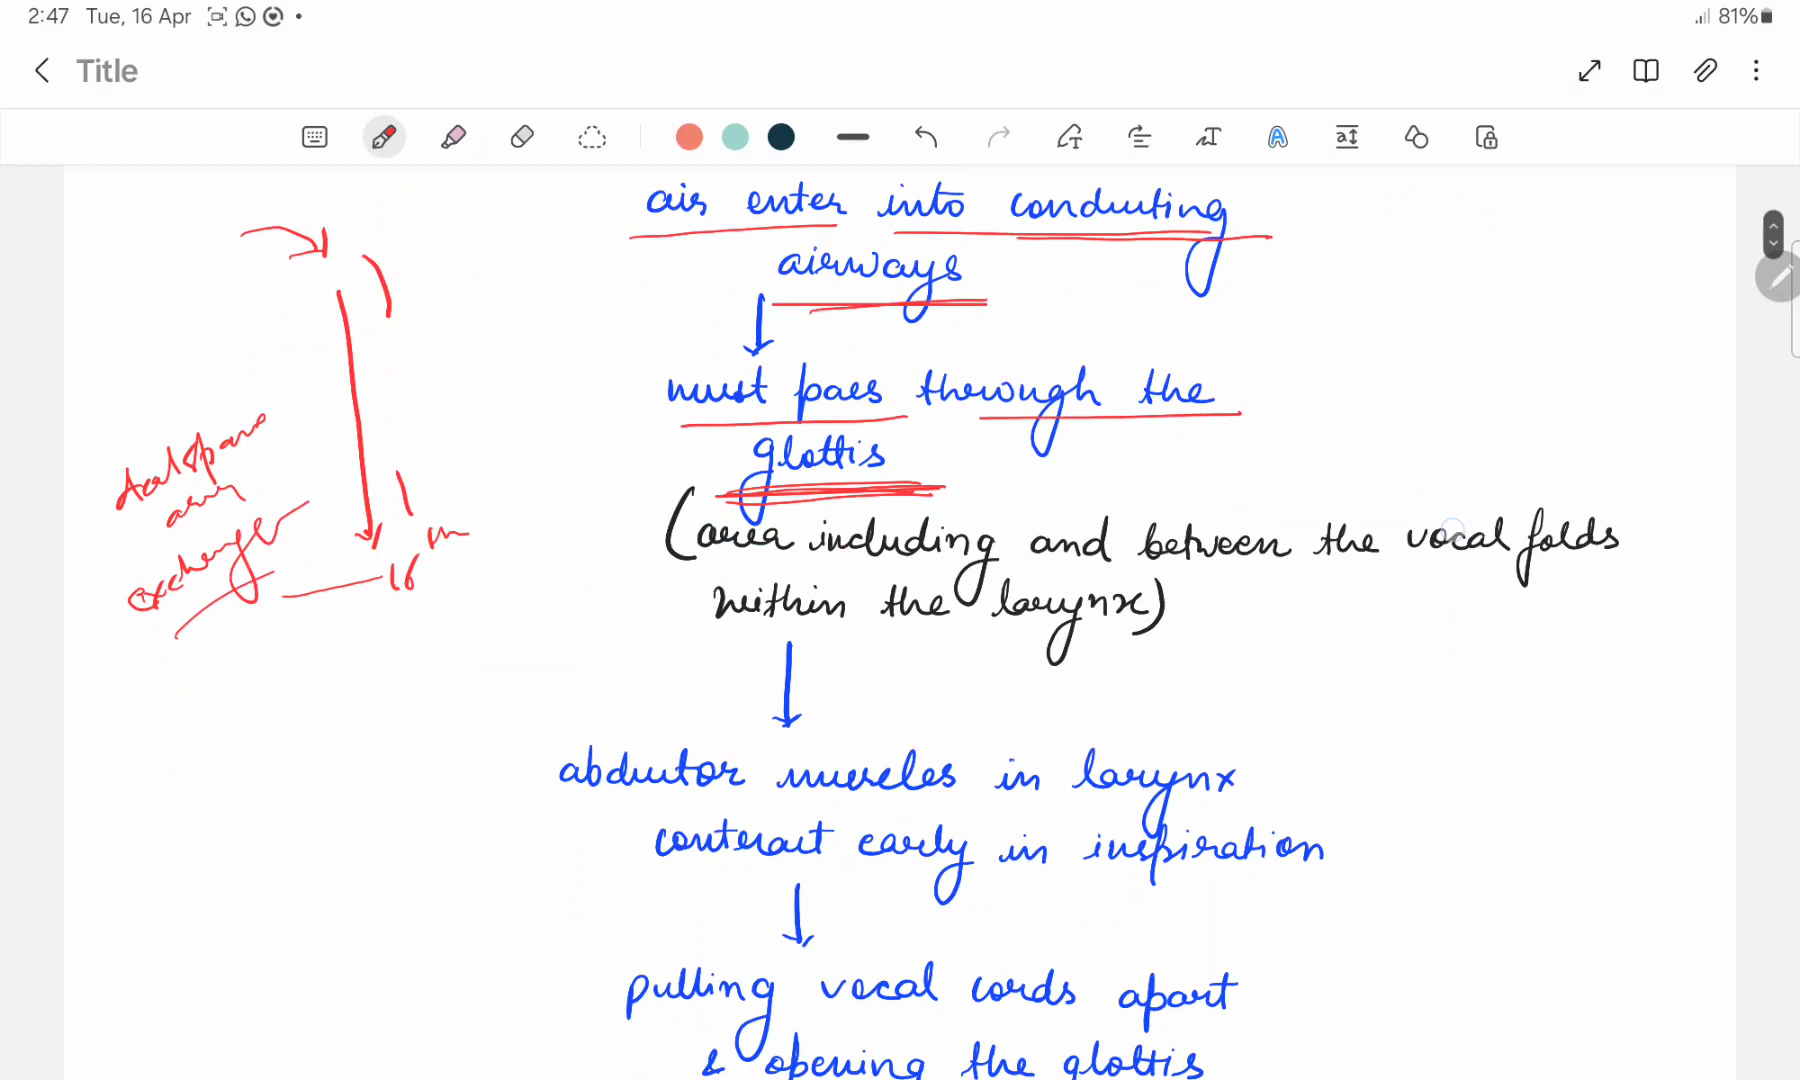 2:47 Tue, 16 Apr
81%
Title
air enter into conducting
airways
must pass through the
glottis
(area including and between the vocal folds
within the larynx)
abductor muscles in larynx
contract early in inspiration
pulling vocal cords apart
& opening the glottis
dead space
exchange
16